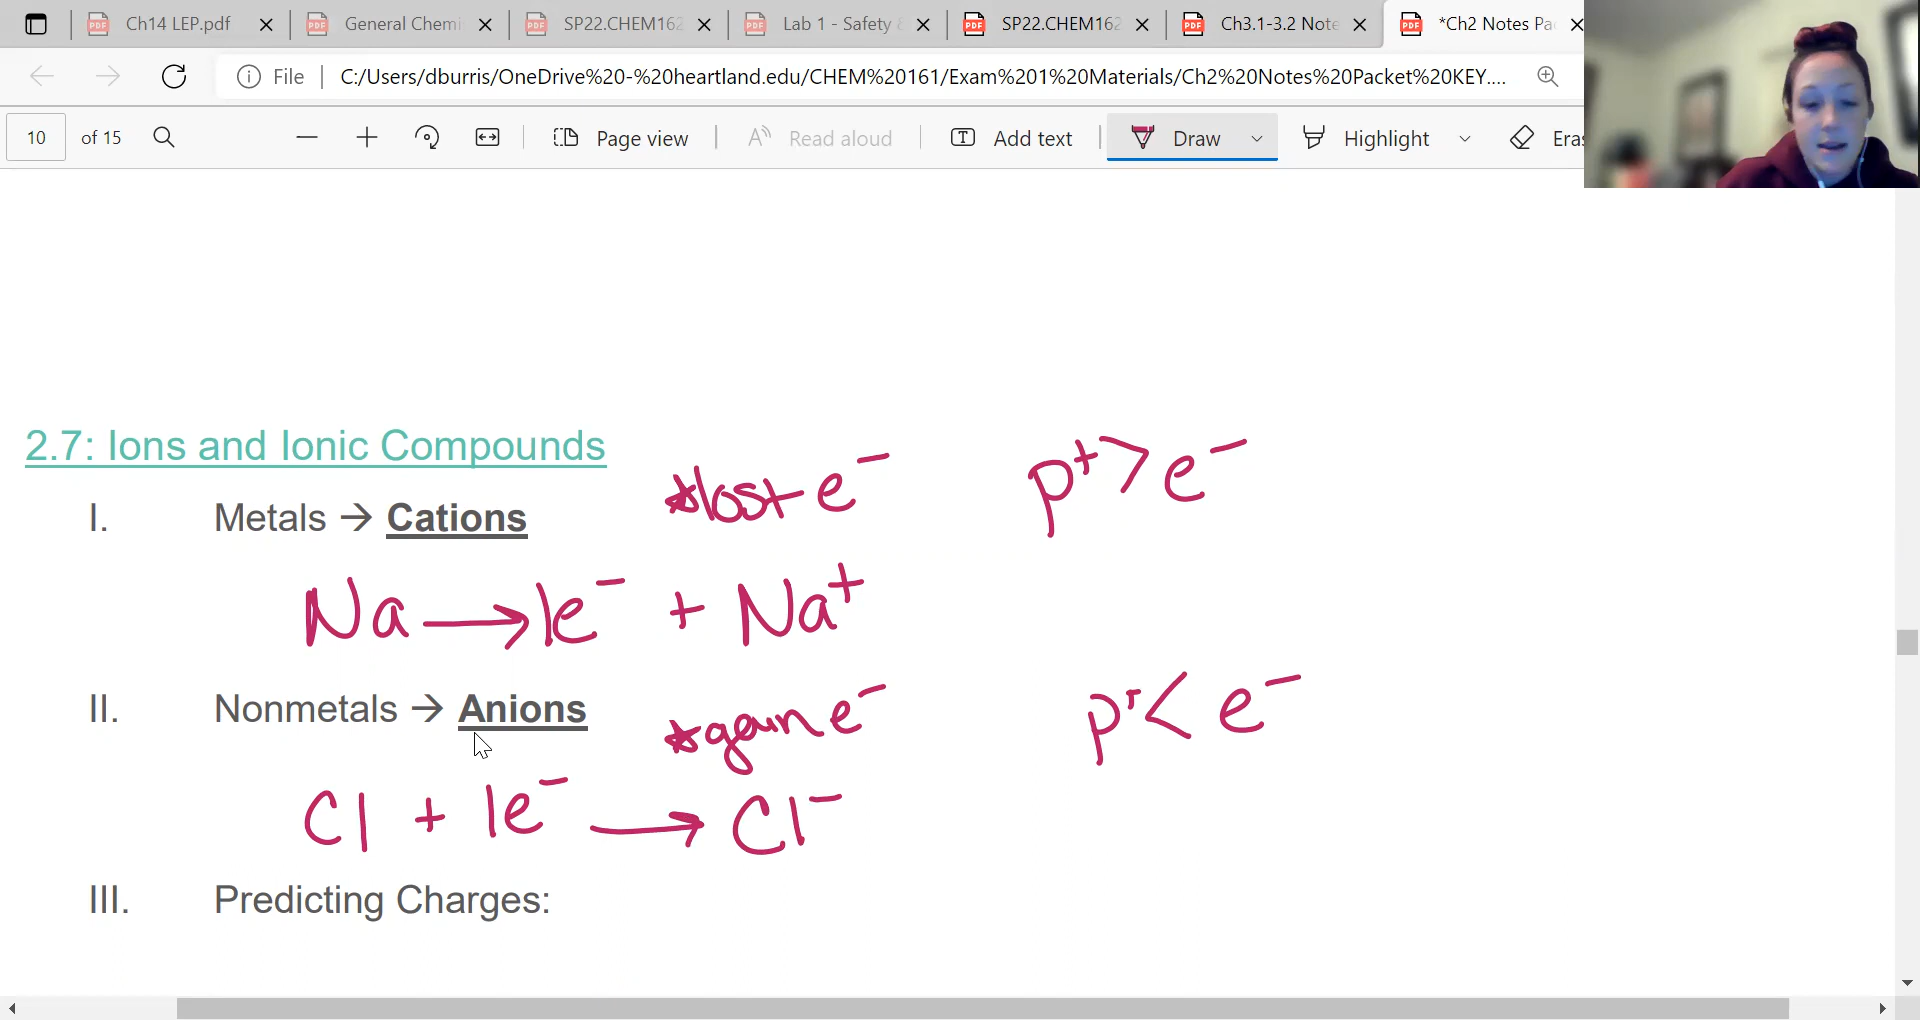 Ch14 LEP.pdf
General Chemi
SP22.CHEM162
Lab 1 - Safety &
SP22.CHEM162
Ch3.1-3.2 Note
*Ch2 Notes Pa
File
C:/Users/dburris/OneDrive%20-%20heartland.edu/CHEM%20161/Exam%201%20Materials/Ch2%20Notes%20Packet%20KEY....
10 of 15
Page view
Read aloud
Add text
Draw
Highlight
Eras
2.7: Ions and Ionic Compounds
I. Metals → Cations *lost e⁻ p⁺ > e⁻
Na → 1e⁻ + Na⁺
II. Nonmetals → Anions *gain e⁻ p⁺ < e⁻
Cl + 1e⁻ → Cl⁻
III. Predicting Charges: